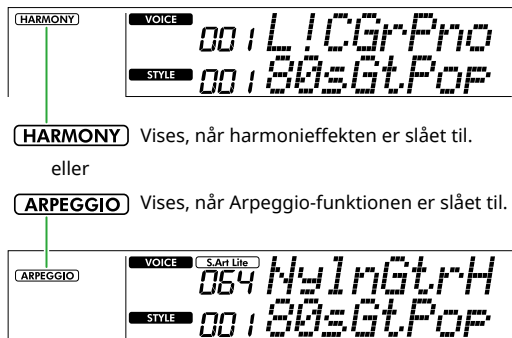 HARMONY VOICE 001 L!CGrPno
STYLE 001 80sGtPop
HARMONY Vises, når harmonieffekten er slået til.
eller
ARPEGGIO Vises, når Arpeggio-funktionen er slået til.
ARPEGGIO VOICE S.Art Lite 064 NylnGtrH
STYLE 001 80sGtPop